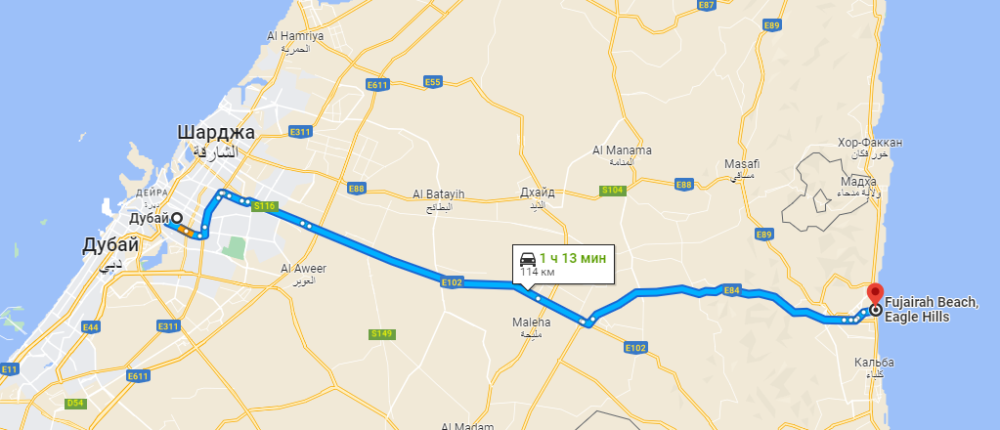 E87
E89
Al Hamriya
الحمرية
E55
E611
E311
Шарджа
الشارقة
Хор-Факкан
خور فكان
Al Manama
المنامة
Masafi
مسافي
Мадха
ولاية مدحاء
E88
E88
S104
ДЕЙРА
ديرة
Al Batayih
البطائح
Дхайд
الذيد
S116
Дубай
Дубай
دبي
E89
1 ч 13 мин
114 км
Al Aweer
العوير
E102
E84
Fujairah Beach,
Eagle Hills
Maleha
مليحة
E44
E311
S149
E102
Кальба
كلباء
E11
E611
D54
Al Madam